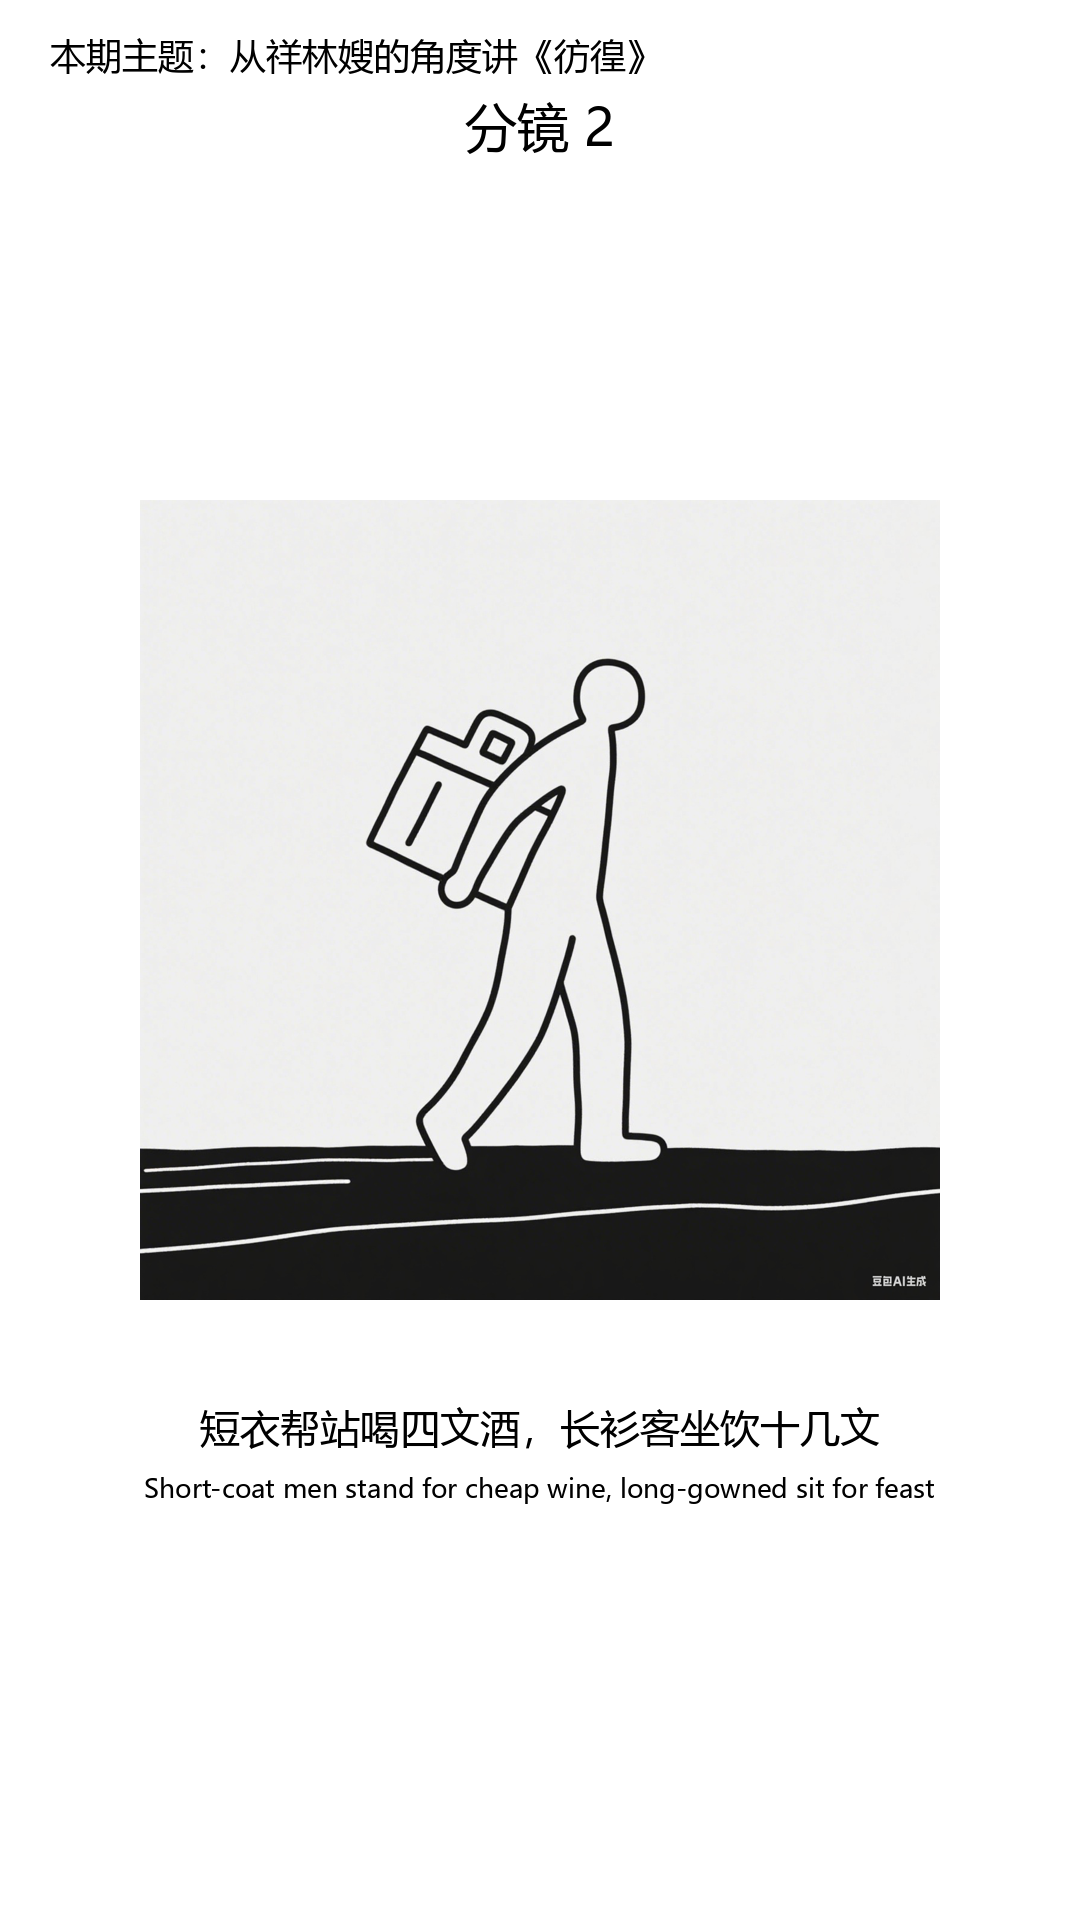 本期主题：从祥林嫂的角度讲《彷徨》
分镜 2
豆包AI生成
短衣帮站喝四文酒，长衫客坐饮十几文
Short-coat men stand for cheap wine, long-gowned sit for feast